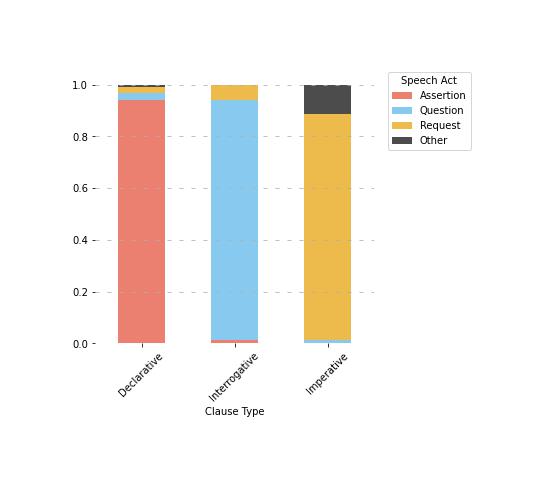 Speech Act
Assertion
Question
Request
Other
1.0
0.8
0.6
0.4
0.2
0.0
Declarative
Interrogative
Imperative
Clause Type